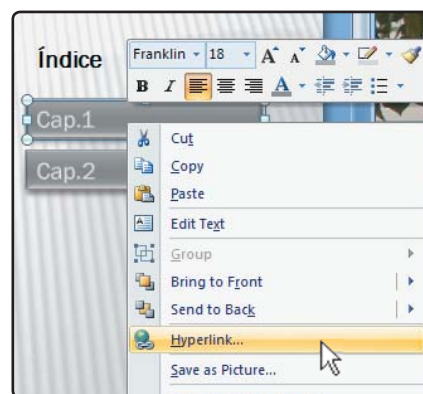 Índice
Franklin 18 A A
B I A
Cap.1
Cap.2
Cut
Copy
Paste
Edit Text
Group
Bring to Front
Send to Back
Hyperlink...
Save as Picture...